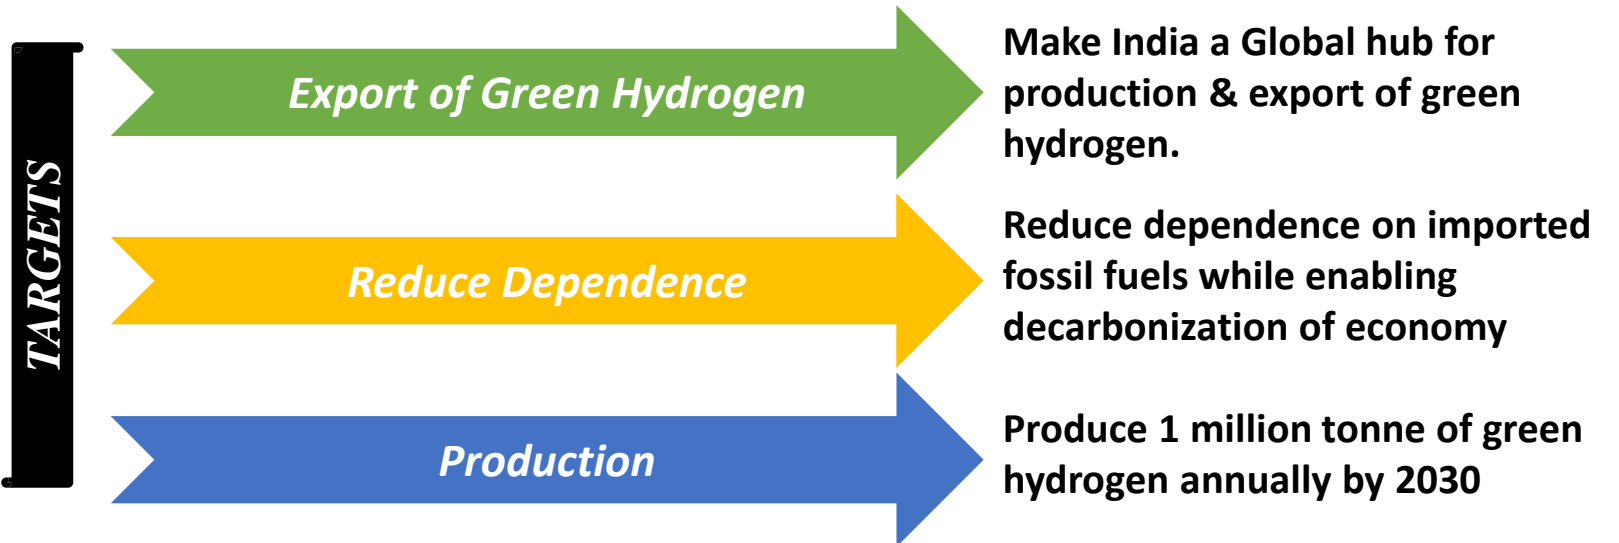 TARGETS
Export of Green Hydrogen
Make India a Global hub for
production & export of green
hydrogen.
Reduce Dependence
Reduce dependence on imported
fossil fuels while enabling
decarbonization of economy
Production
Produce 1 million tonne of green
hydrogen annually by 2030